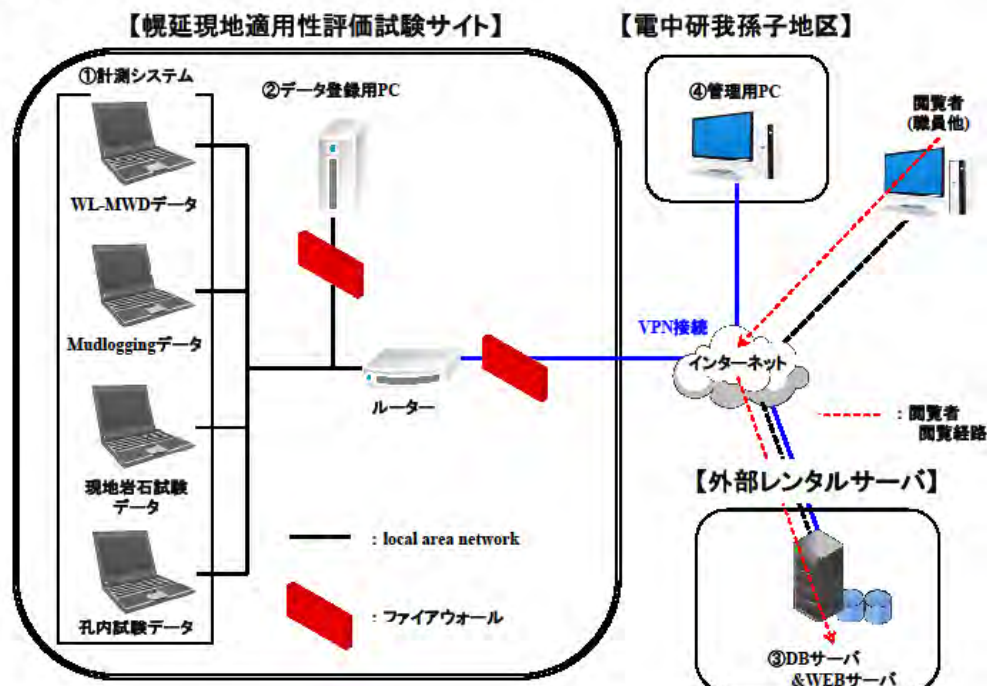 【幌延現地適用性評価試験サイト】
【電中研我孫子地区】
①計測システム
②データ登録用PC
④管理用PC
閲覧者
(職員他)
WL-MWDデータ
VPN接続
Mudloggingデータ
インターネット
ルーター
: 閲覧者
閲覧経路
現地岩石試験
データ
【外部レンタルサーバ】
: local area network
: ファイアウォール
孔内試験データ
③DBサーバ
&WEBサーバ